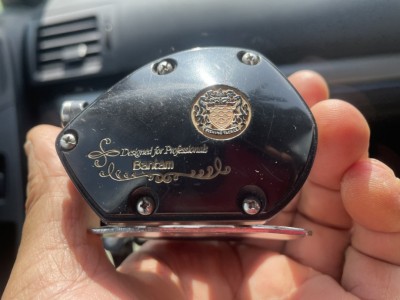 Designed for Professionals
Bantam